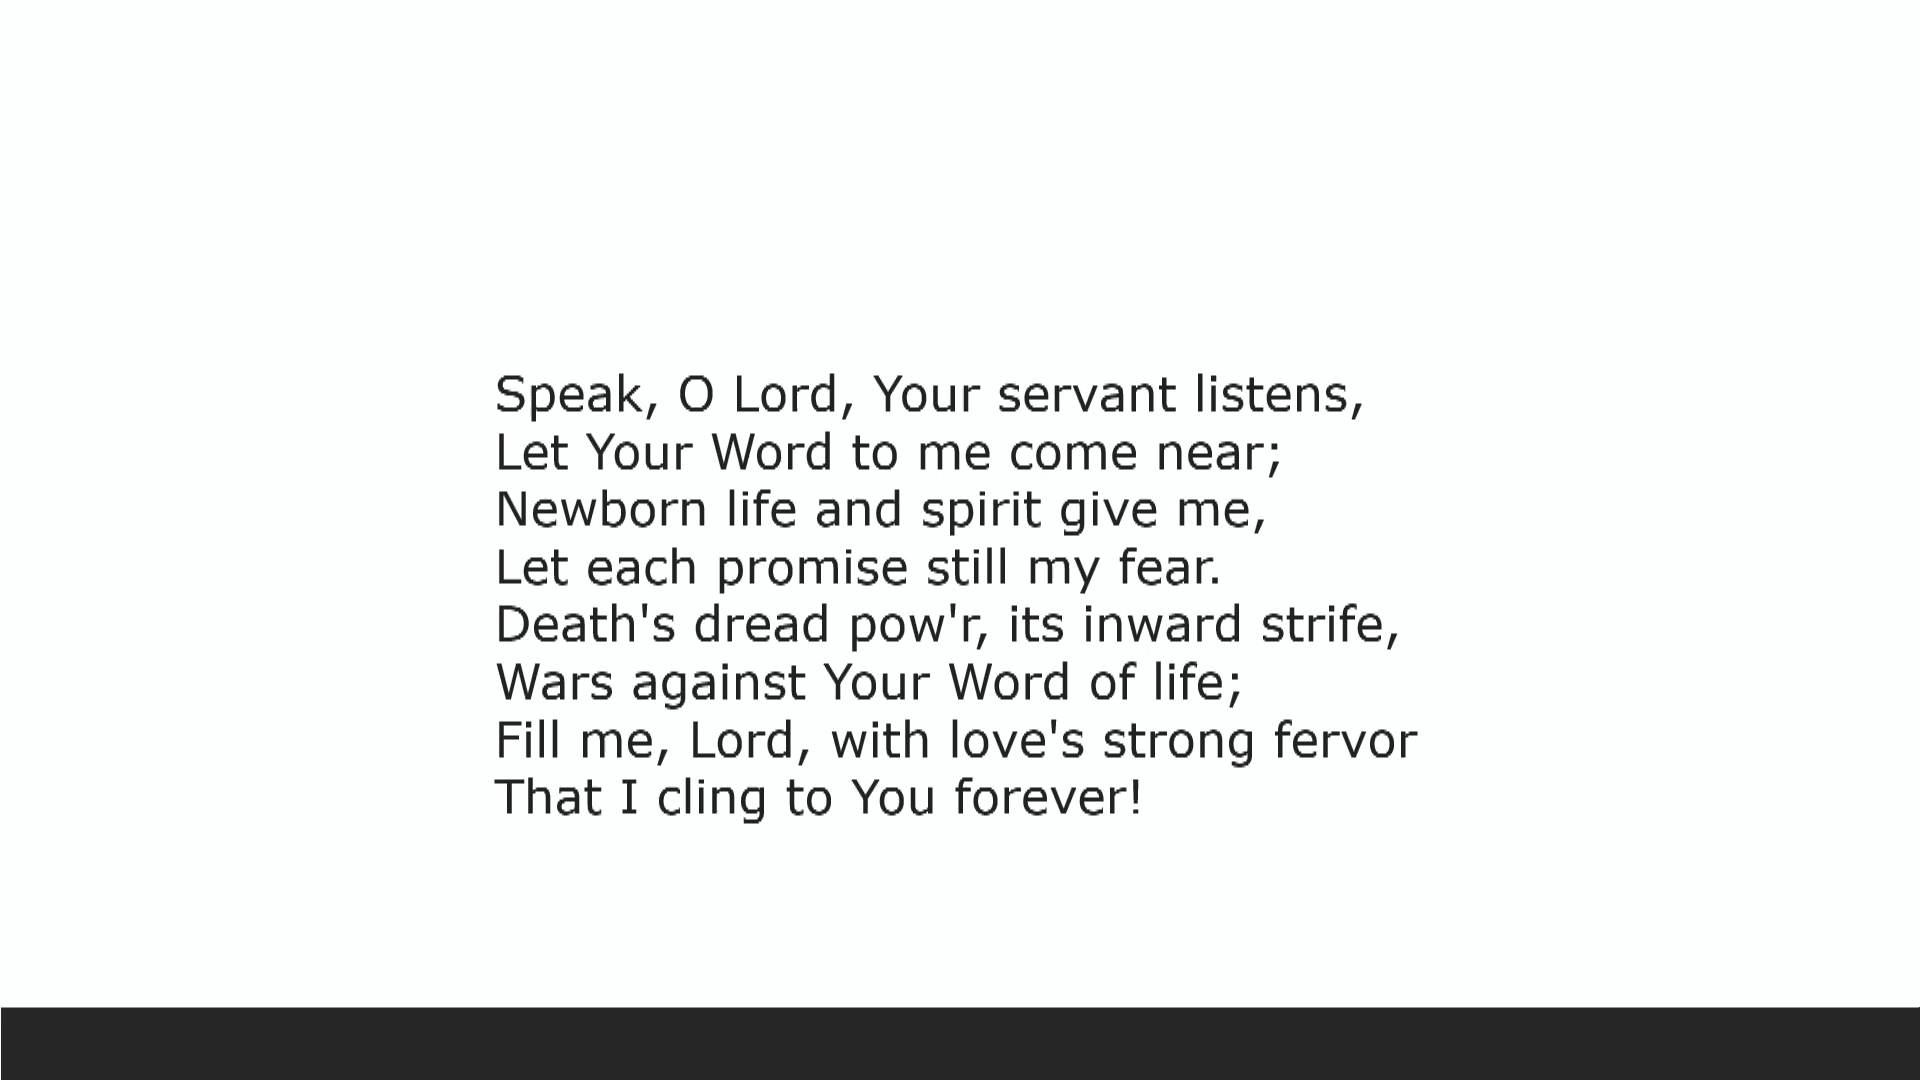 Speak, O Lord, Your servant listens,
Let Your Word to me come near;
Newborn life and spirit give me,
Let each promise still my fear.
Death's dread pow'r, its inward strife,
Wars against Your Word of life;
Fill me, Lord, with love's strong fervor
That I cling to You forever!